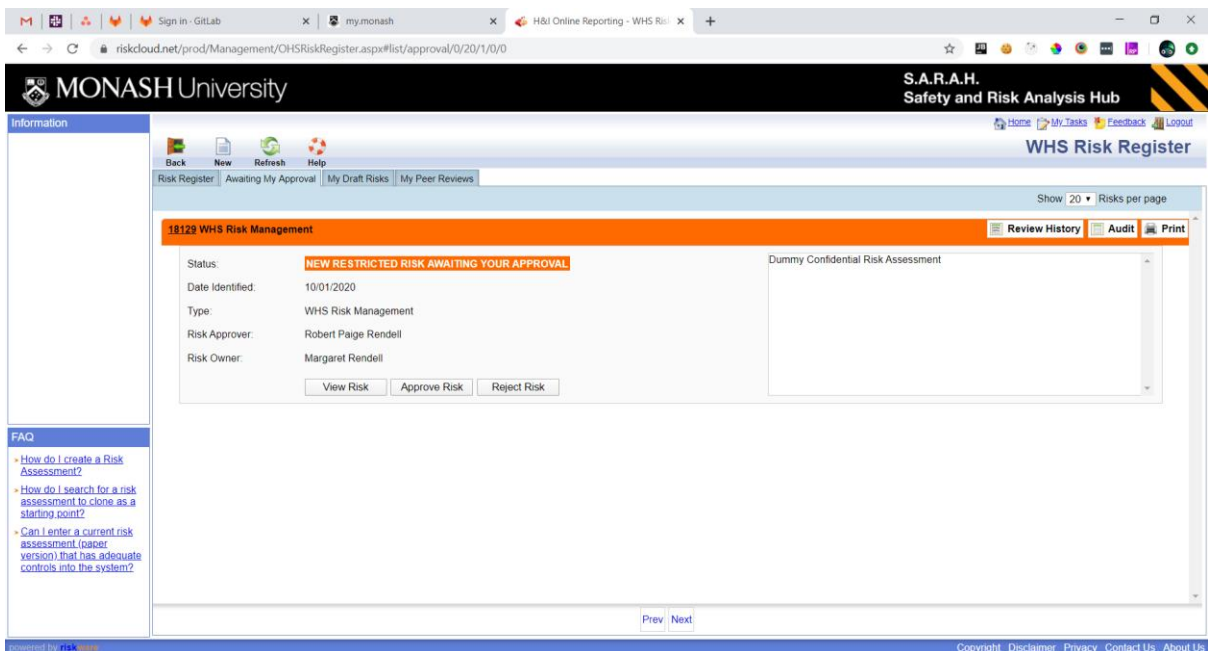 Sign in · GitLab
my.monash
H&I Online Reporting - WHS Ris
riskcloud.net/prod/Management/OHSRiskRegister.aspx#list/approval/0/20/1/0/0
MONASH University
S.A.R.A.H.
Safety and Risk Analysis Hub
Information
Home My Tasks Feedback Logout
WHS Risk Register
Back New Refresh Help
Risk Register Awaiting My Approval My Draft Risks My Peer Reviews
Show 20 Risks per page
18129 WHS Risk Management
Review History Audit Print
Status: NEW RESTRICTED RISK AWAITING YOUR APPROVAL
Dummy Confidential Risk Assessment
Date Identified: 10/01/2020
Type: WHS Risk Management
Risk Approver: Robert Paige Rendell
Risk Owner: Margaret Rendell
View Risk Approve Risk Reject Risk
FAQ
How do I create a Risk
Assessment?
How do I search for a risk
assessment to clone as a
starting point?
Can I enter a current risk
assessment (paper
version) that has adequate
controls into the system?
Prev Next
powered by riskware
Copyright Disclaimer Privacy Contact Us About Us